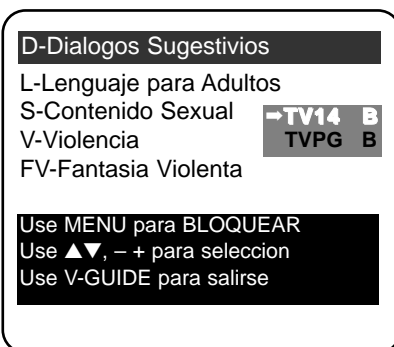 D-Dialogos Sugestivios
L-Lenguaje para Adultos
S-Contenido Sexual
➞TV14 B
V-Violencia
TVPG B
FV-Fantasia Violenta
Use MENU para BLOQUEAR
Use ▲▼, – + para seleccion
Use V-GUIDE para salirse